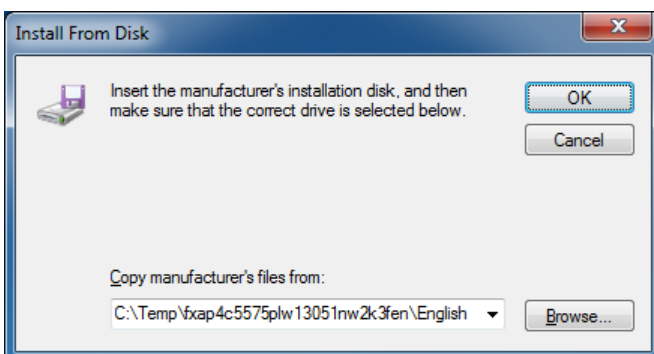 Install From Disk
Insert the manufacturer's installation disk, and then
make sure that the correct drive is selected below.
OK
Cancel
Copy manufacturer's files from:
C:\Temp\fxap4c5575plw13051nw2k3fen\English
Browse...